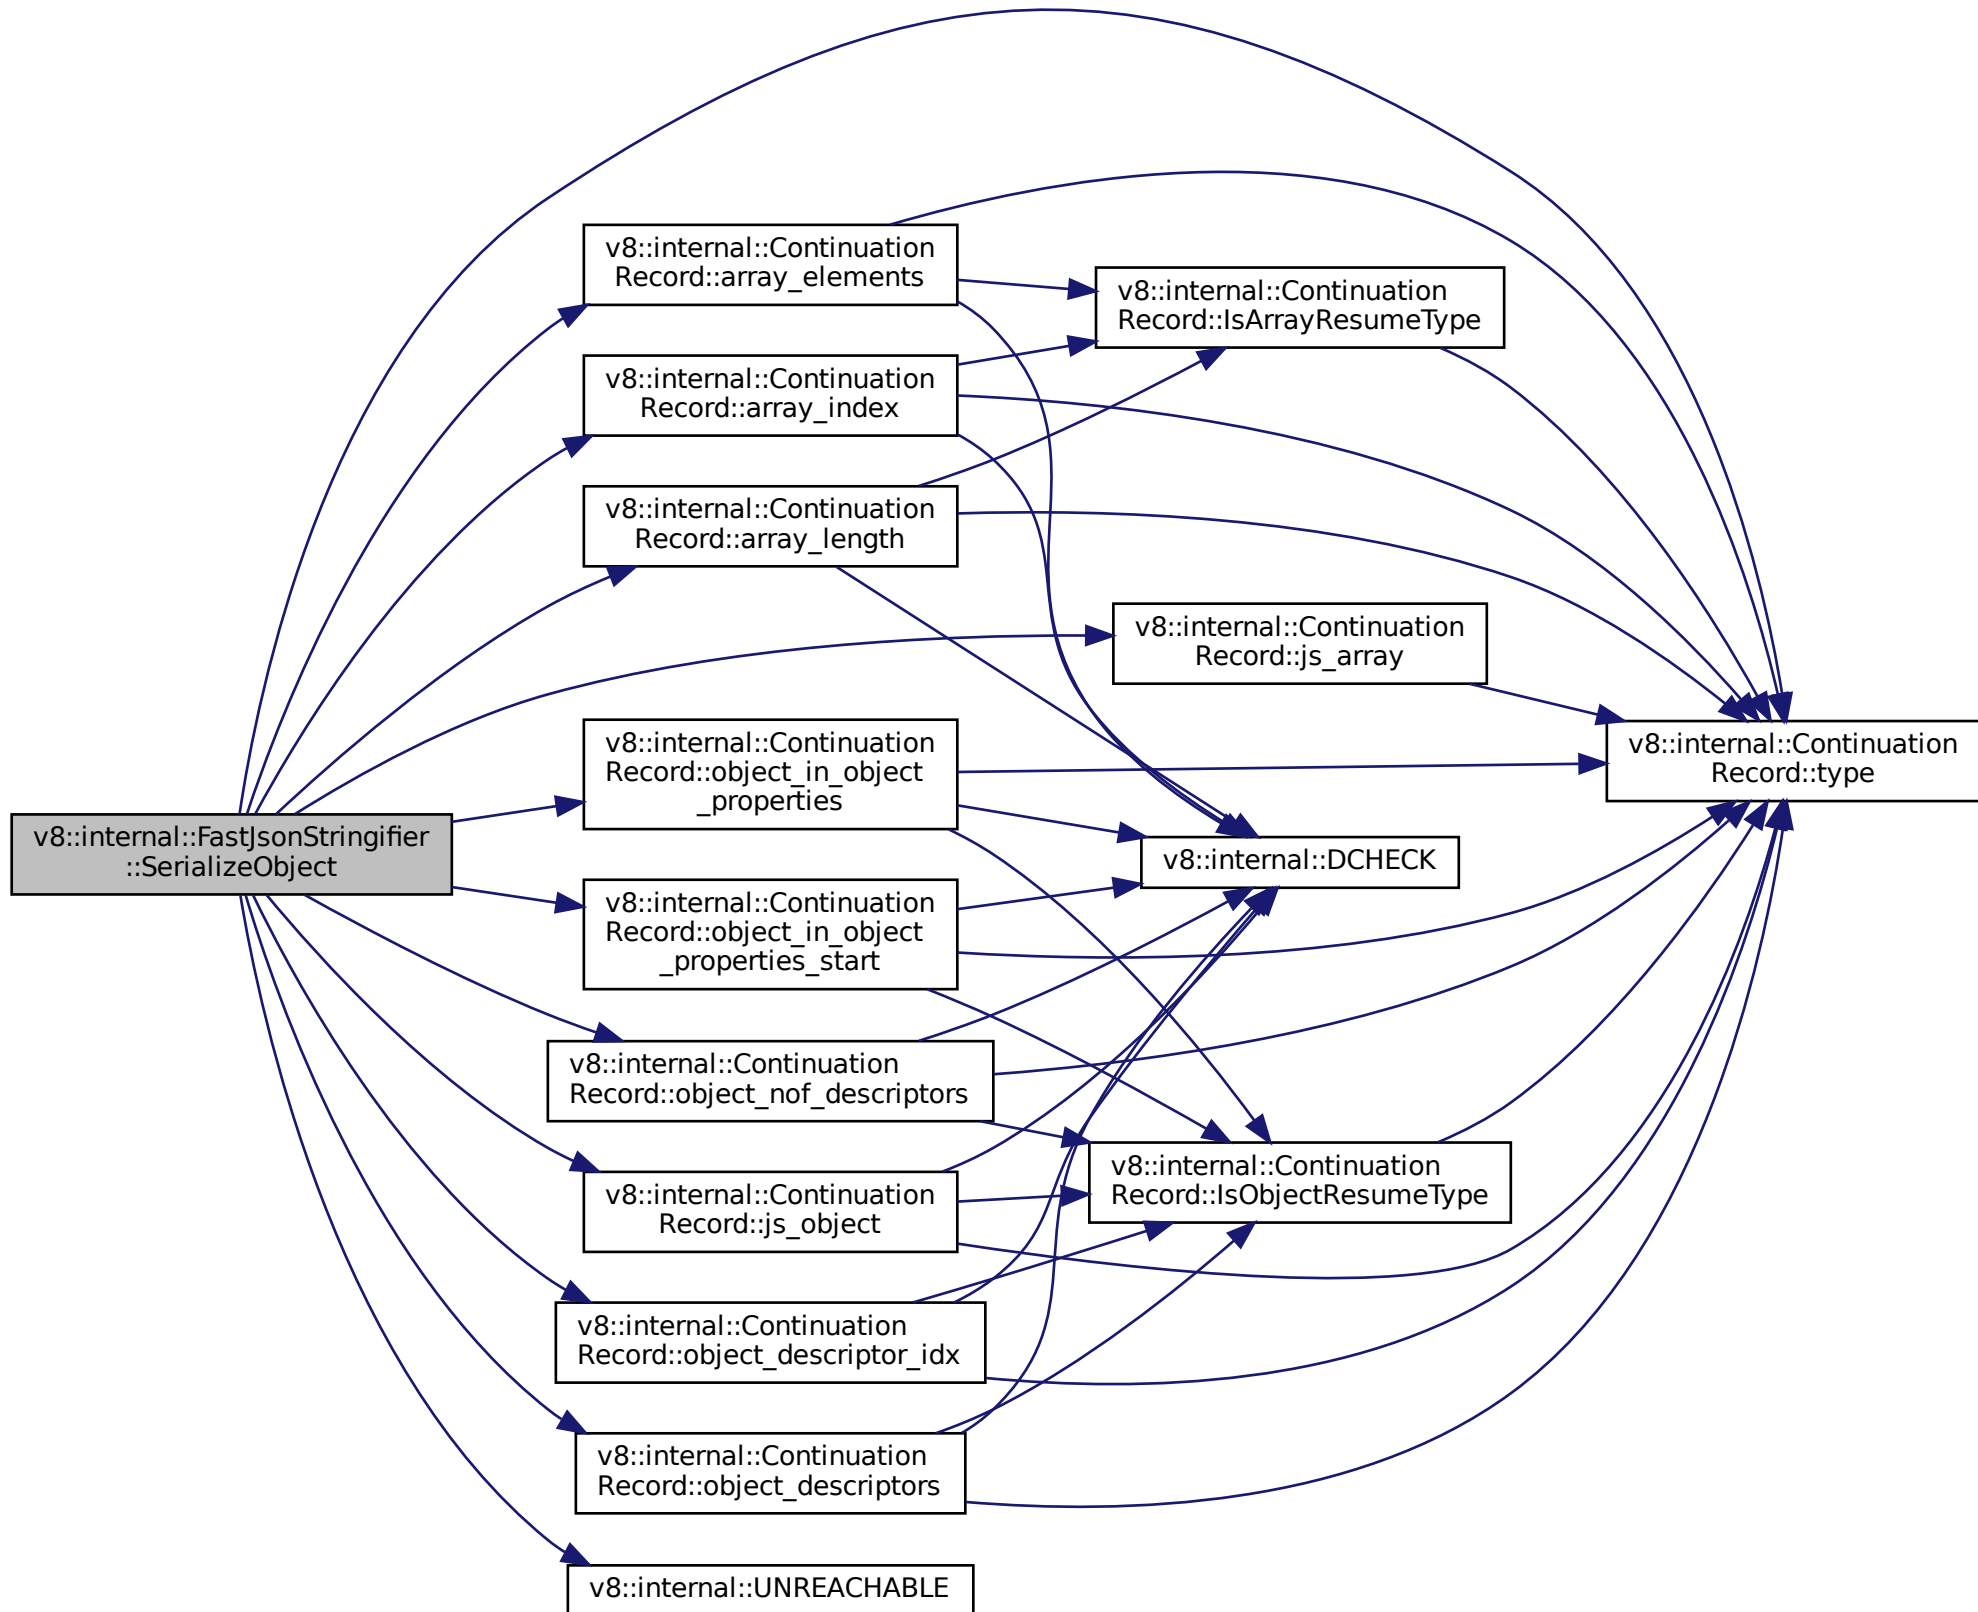 v8::internal::FastJsonStringifier
::SerializeObject
v8::internal::Continuation
Record::array_elements
v8::internal::Continuation
Record::array_index
v8::internal::Continuation
Record::array_length
v8::internal::Continuation
Record::object_in_object
_properties
v8::internal::Continuation
Record::object_in_object
_properties_start
v8::internal::Continuation
Record::object_nof_descriptors
v8::internal::Continuation
Record::js_object
v8::internal::Continuation
Record::object_descriptor_idx
v8::internal::Continuation
Record::object_descriptors
v8::internal::UNREACHABLE
v8::internal::Continuation
Record::IsArrayResumeType
v8::internal::Continuation
Record::js_array
v8::internal::DCHECK
v8::internal::Continuation
Record::IsObjectResumeType
v8::internal::Continuation
Record::type